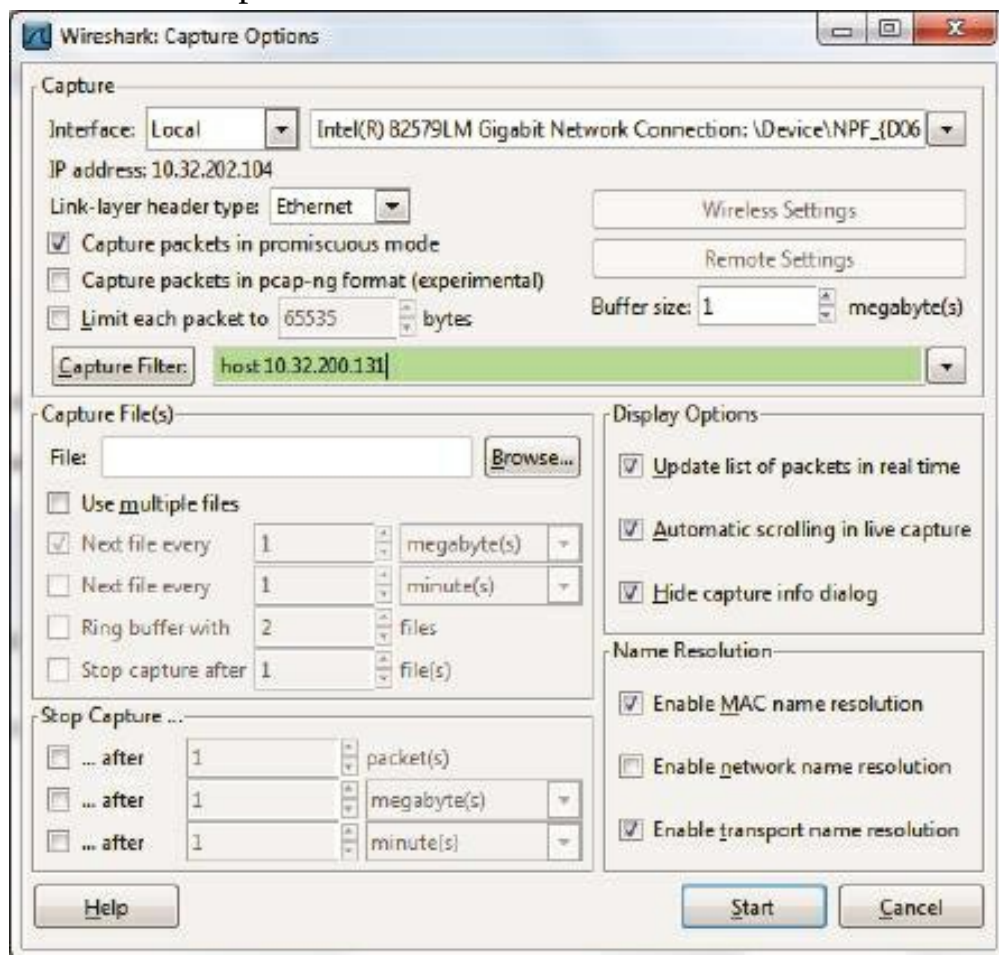 Wireshark: Capture Options
Capture
Interface: Local Intel(R) 82579LM Gigabit Network Connection: \Device\NPF_{D06
IP address: 10.32.202.104
Link-layer header type: Ethernet
Wireless Settings
Capture packets in promiscuous mode
Remote Settings
Capture packets in pcap-ng format (experimental)
Buffer size: 1 megabyte(s)
Limit each packet to 65535 bytes
Capture Filter: host 10.32.200.131
Capture File(s)
File: Browse...
Use multiple files
Next file every 1 megabyte(s)
Next file every 1 minute(s)
Ring buffer with 2 files
Stop capture after 1 file(s)
Display Options
Update list of packets in real time
Automatic scrolling in live capture
Hide capture info dialog
Stop Capture ...
... after 1 packet(s)
... after 1 megabyte(s)
... after 1 minute(s)
Name Resolution
Enable MAC name resolution
Enable network name resolution
Enable transport name resolution
Help
Start
Cancel